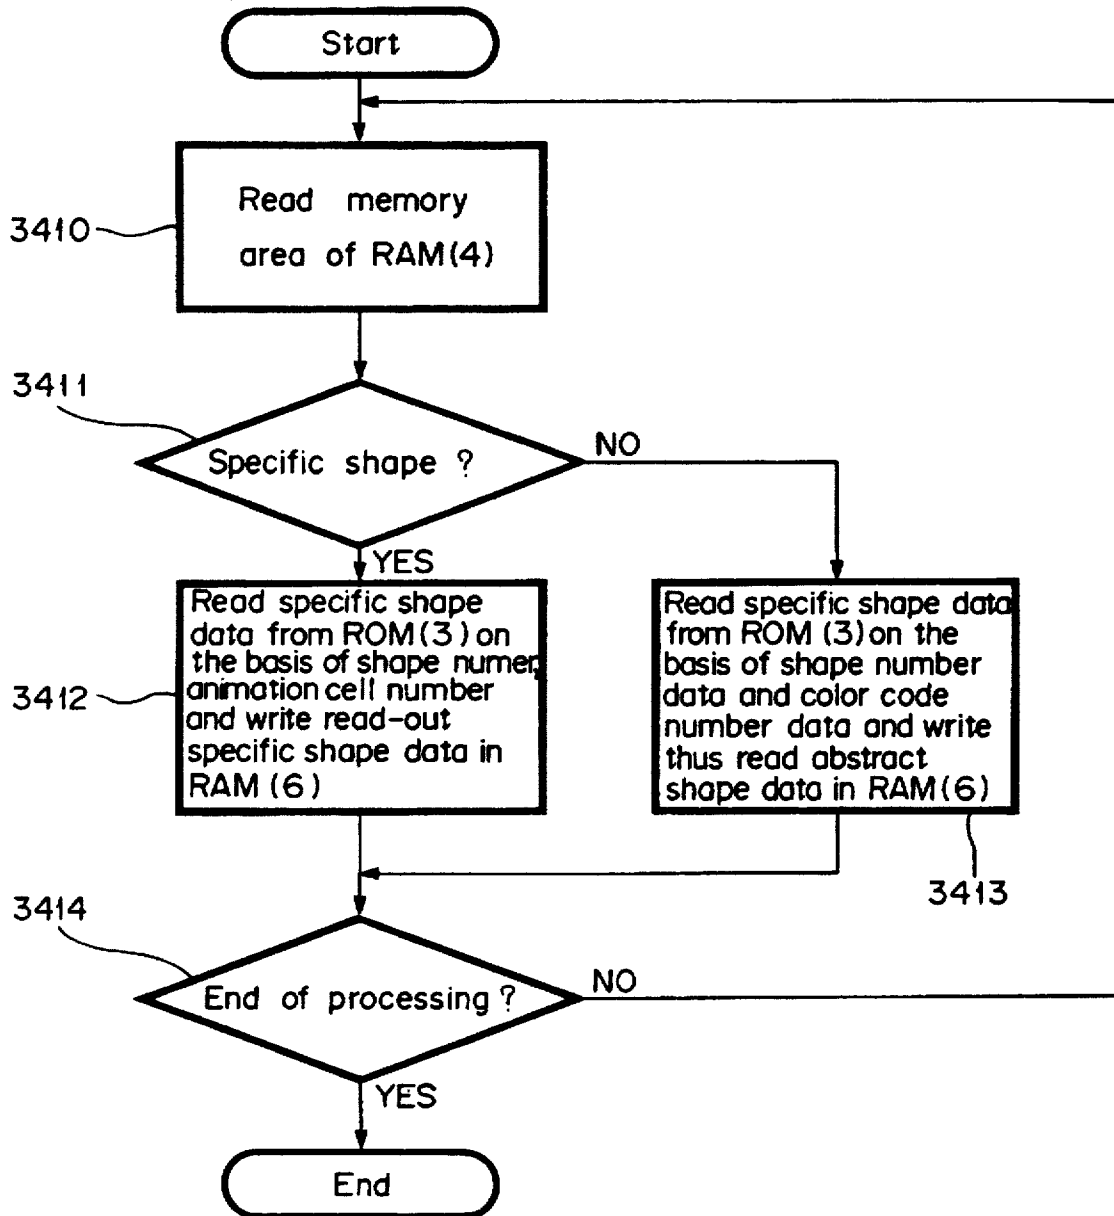 Start
Read memory
area of RAM(4)
3410
3411
Specific shape ?
NO
YES
Read specific shape
data from ROM(3) on
the basis of shape numer,
animation cell number
and write read-out
specific shape data in
RAM (6)
3412
Read specific shape data
from ROM (3) on the
basis of shape number
data and color code
number data and write
thus read abstract
shape data in RAM(6)
3413
3414
End of processing ?
NO
YES
End